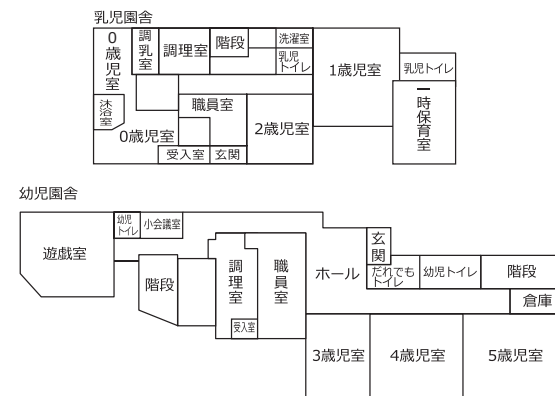 乳児園舎
0歳児室
調乳室
調理室
階段
洗濯室
乳児
トイレ
1歳児室
乳児トイレ
一時保育室
沐浴室
職員室
0歳児室
2歳児室
受入室
玄関
幼児園舎
遊戯室
幼児
トイレ
小会議室
階段
調理室
受入室
職員室
ホール
玄関
だれでも
トイレ
幼児トイレ
階段
倉庫
3歳児室
4歳児室
5歳児室